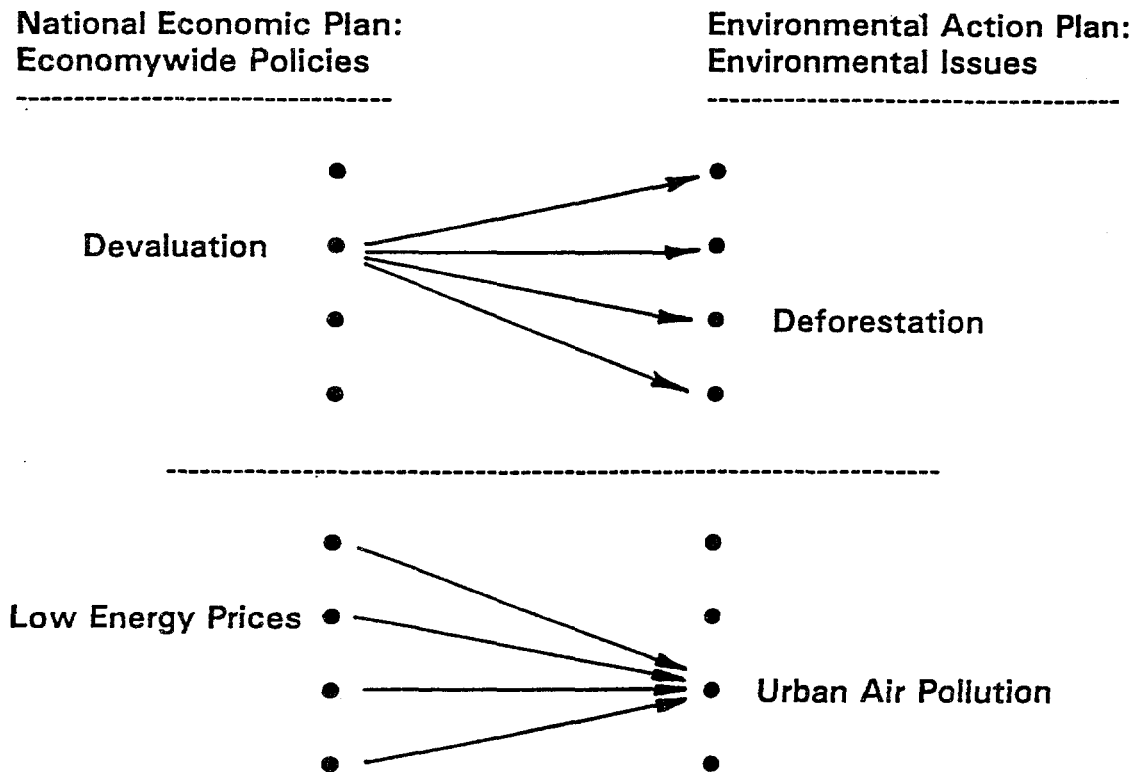 National Economic Plan:
Economywide Policies
Environmental Action Plan:
Environmental Issues
Devaluation
Deforestation
Low Energy Prices
Urban Air Pollution